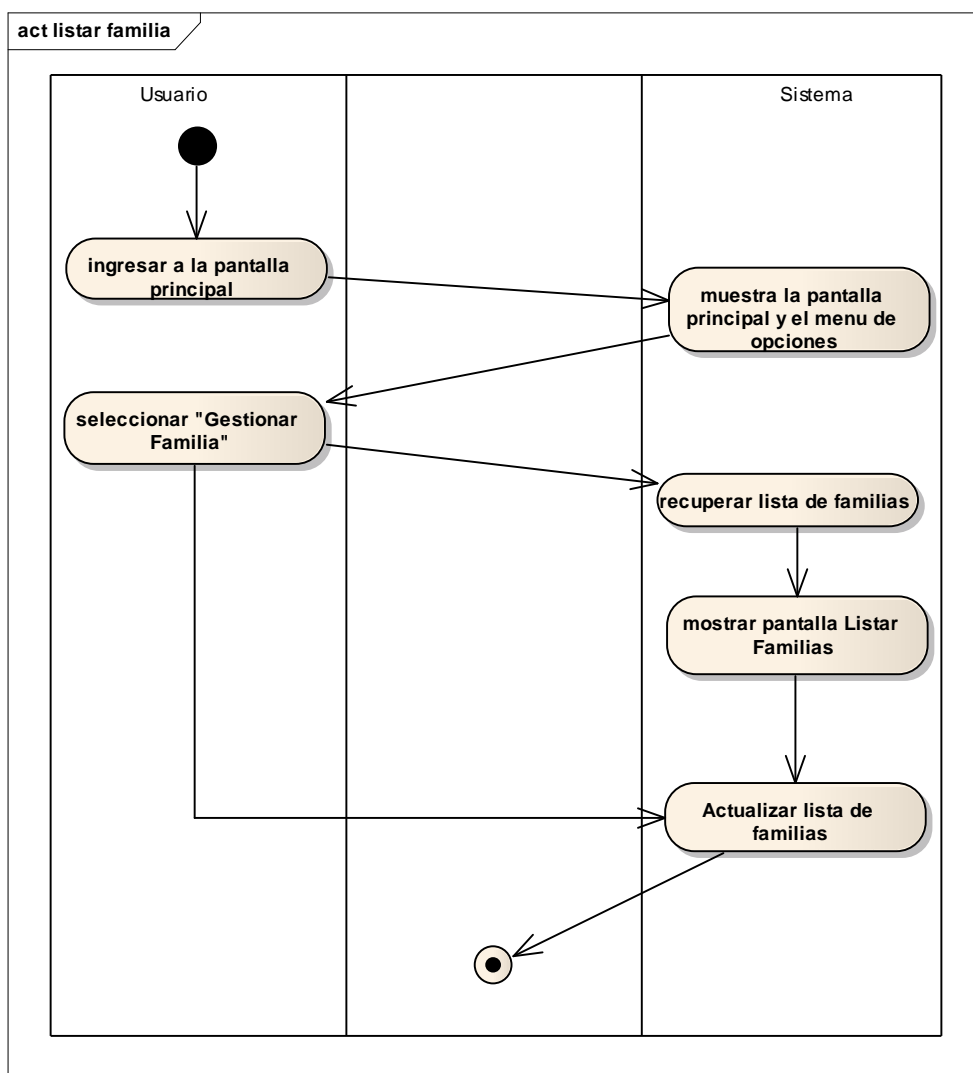 act listar familia
Usuario
Sistema
ingresar a la pantalla
principal
muestra la pantalla
principal y el menu de
opciones
seleccionar "Gestionar
Familia"
recuperar lista de familias
mostrar pantalla Listar
Familias
Actualizar lista de
familias